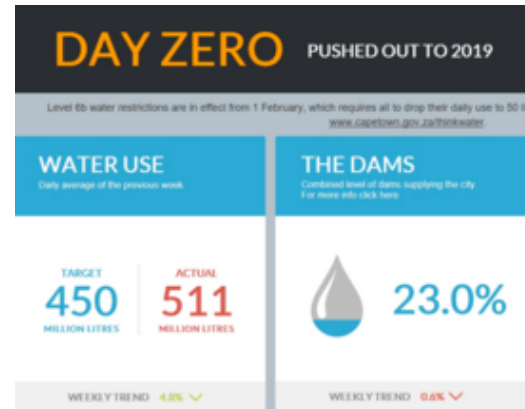 DAY ZERO PUSHED OUT TO 2019
Level 6b water restrictions are in effect from 1 February, which requires all to drop their daily use to 50
www.capetown.gov.za/thinkwater.
WATER USE
Daily average of the previous week.
THE DAMS
Combined level of dams supplying the city.
For more info click here
TARGET
450
MILLION LITRES
ACTUAL
511
MILLION LITRES
23.0%
WEEKLY TREND 4.8%
WEEKLY TREND 0.6%